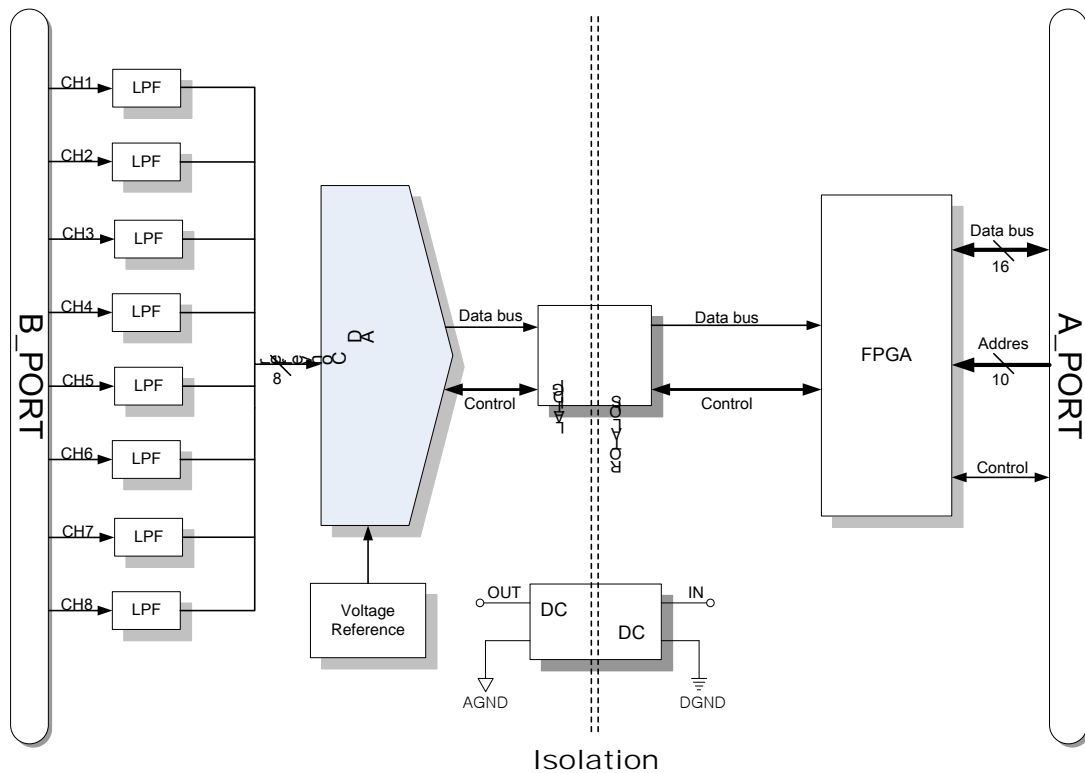 B_PORT
CH1
LPF
CH2
LPF
CH3
LPF
CH4
LPF
CH5
LPF
CH6
LPF
CH7
LPF
CH8
LPF
8
Voltage
Reference
Data bus
Control
Data bus
Control
FPGA
Data bus
16
Addres
10
Control
A_PORT
OUT
DC
DC
IN
AGND
DGND
Isolation